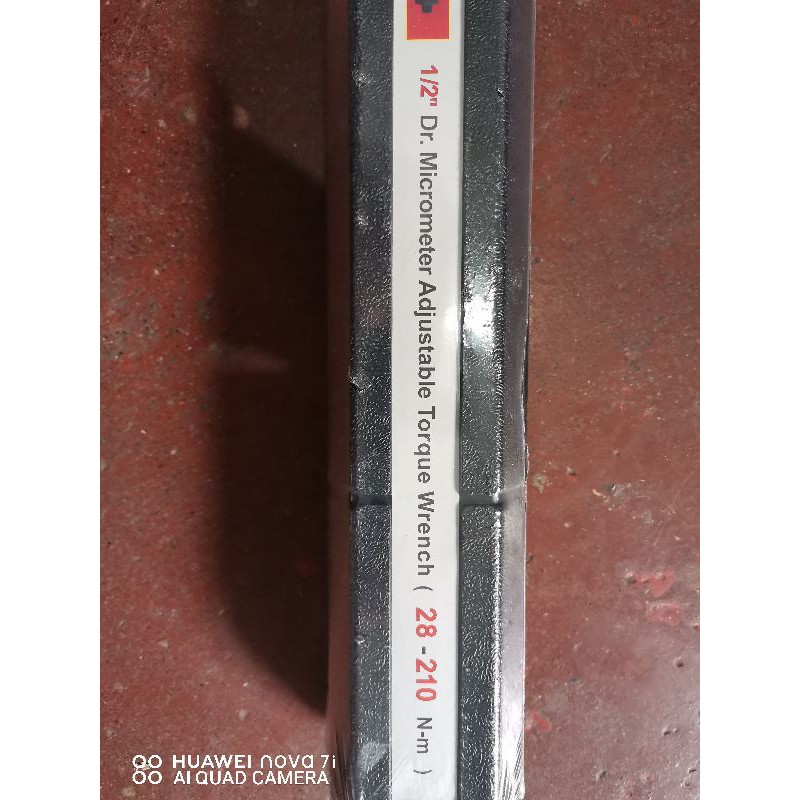 1/2" Dr. Micrometer Adjustable Torque Wrench ( 28 - 210 N-m )
HUAWEI nova 7i
AI QUAD CAMERA